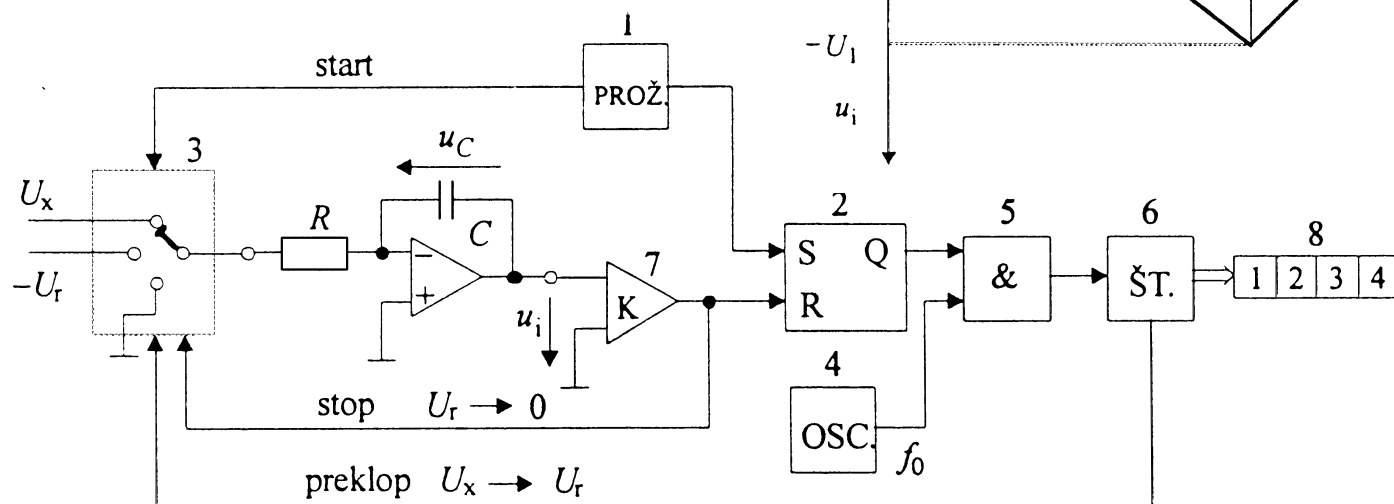 1
-U₁
start
PROŽ.
uᵢ
u_C
3
Uₓ
2
5
6
R
C
7
8
S Q
-
&
ŠT.
1 2 3 4
-Uᵣ
+
K
R
uᵢ
4
stop Uᵣ → 0
OSC.
f₀
preklop Uₓ → Uᵣ